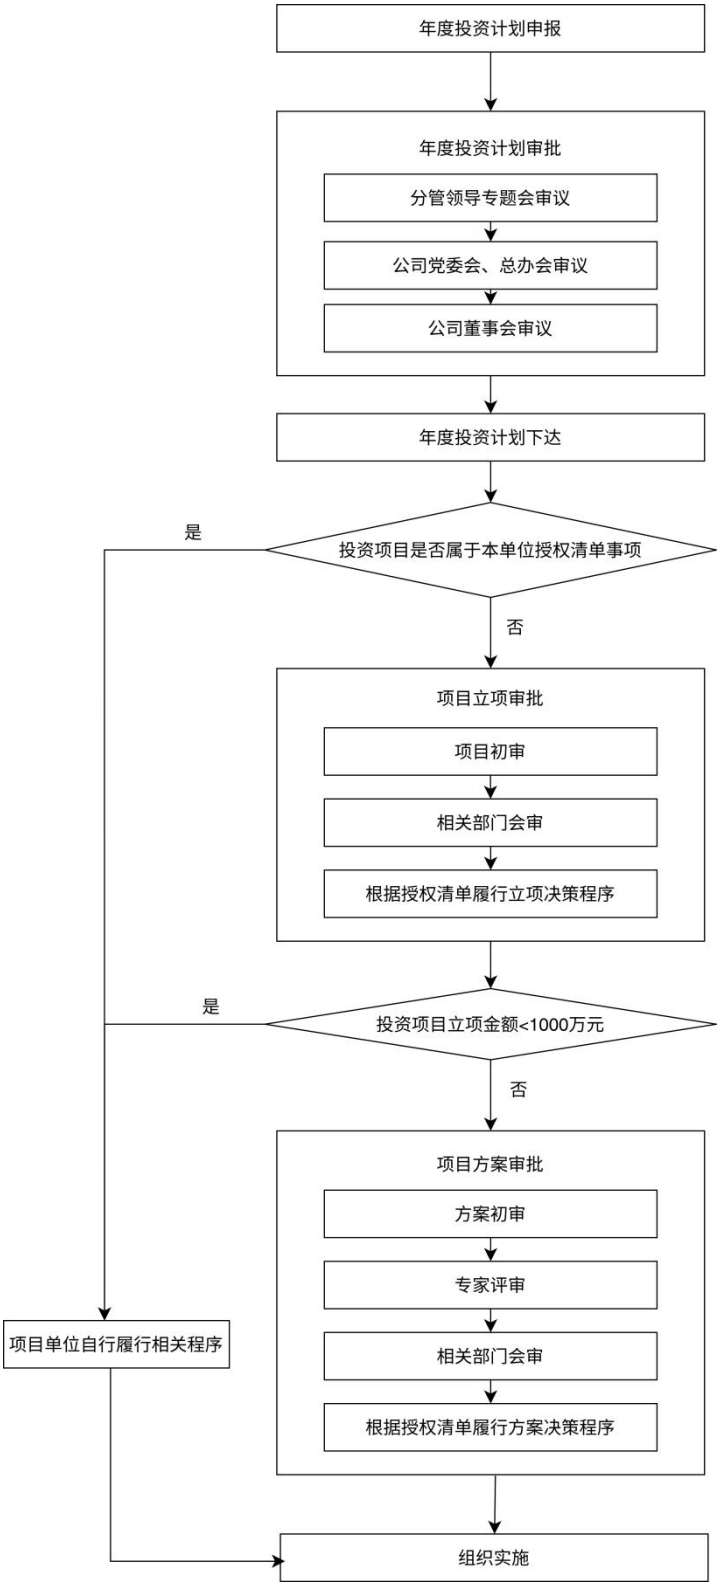 年度投资计划申报
年度投资计划审批
分管领导专题会审议
公司党委会、总办会审议
公司董事会审议
年度投资计划下达
是
投资项目是否属于本单位授权清单事项
否
项目立项审批
项目初审
相关部门会审
根据授权清单履行立项决策程序
是
投资项目立项金额<1000万元
否
项目方案审批
方案初审
专家评审
项目单位自行履行相关程序
相关部门会审
根据授权清单履行方案决策程序
组织实施